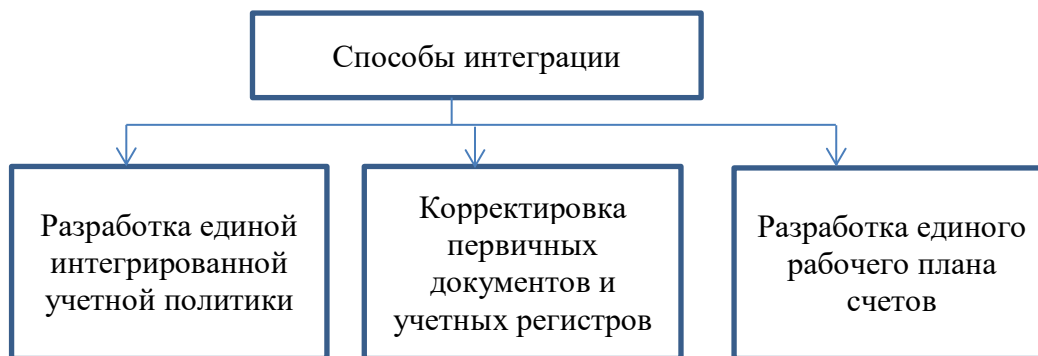 Способы интеграции
Разработка единой
интегрированной
учетной политики
Корректировка
первичных
документов и
учетных регистров
Разработка единого
рабочего плана
счетов